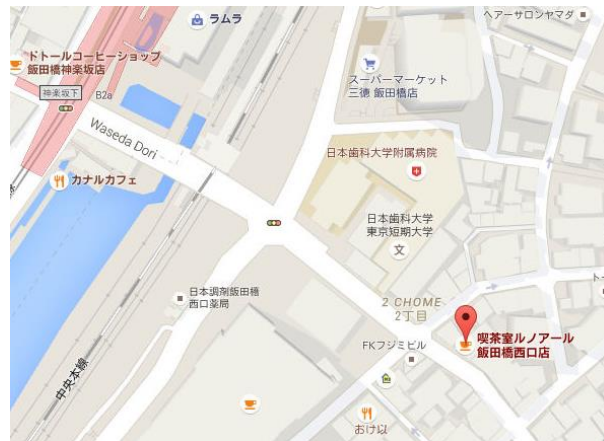 ヘアーサロンヤマダ
ラムラ
ドトールコーヒーショップ
飯田橋神楽坂店
神楽坂下
B2a
スーパーマーケット
三徳 飯田橋店
Waseda Dori
日本歯科大学附属病院
カナルカフェ
日本歯科大学
東京短期大学
文
日本調剤飯田橋
西口薬局
2 CHOME
2丁目
トー
喫茶室ルノアール
飯田橋西口店
FKフジミビル
中央本線
おけ以